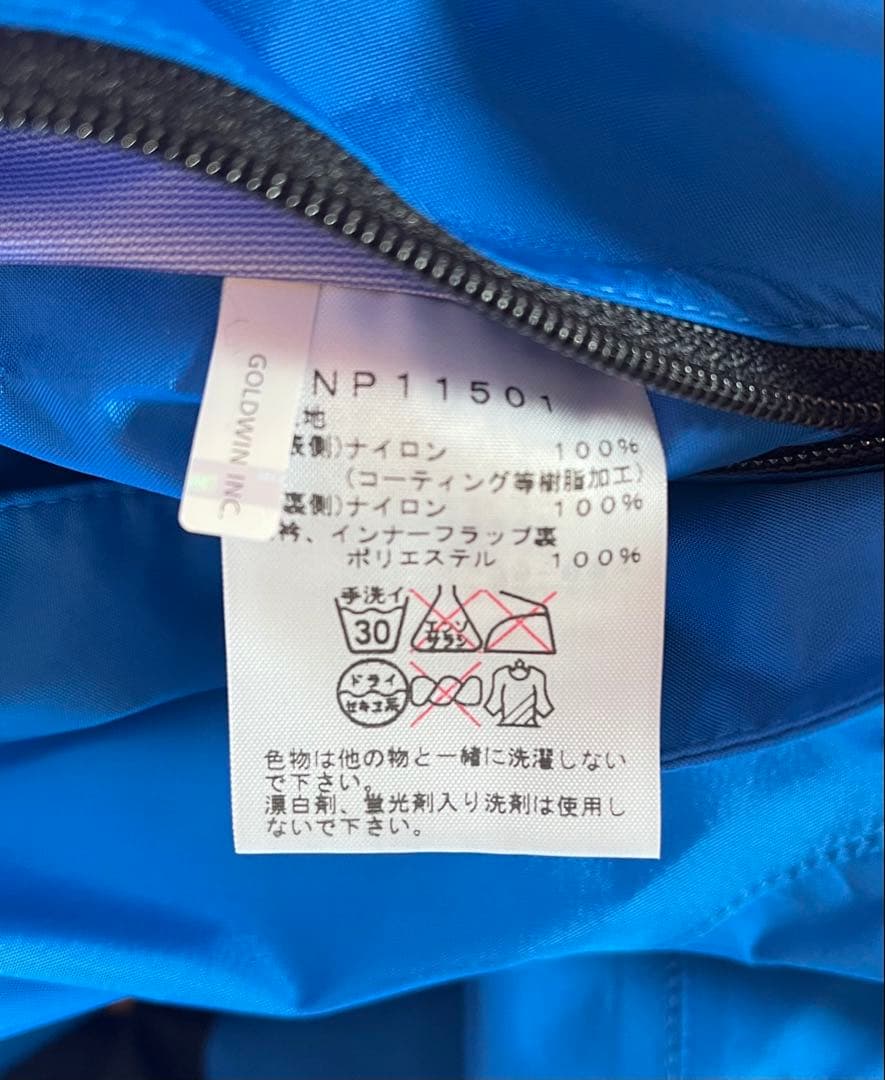 GOLDWIN INC.
NP11501
地
側)ナイロン 100%
(コーティング等樹脂加工)
裏側)ナイロン 100%
衿、インナーフラップ裏
ポリエステル 100%
手洗イ
30
エンソ
サラシ
ドライ
セキユ系
色物は他の物と一緒に洗濯しない
で下さい。
漂白剤、蛍光剤入り洗剤は使用し
ないで下さい。